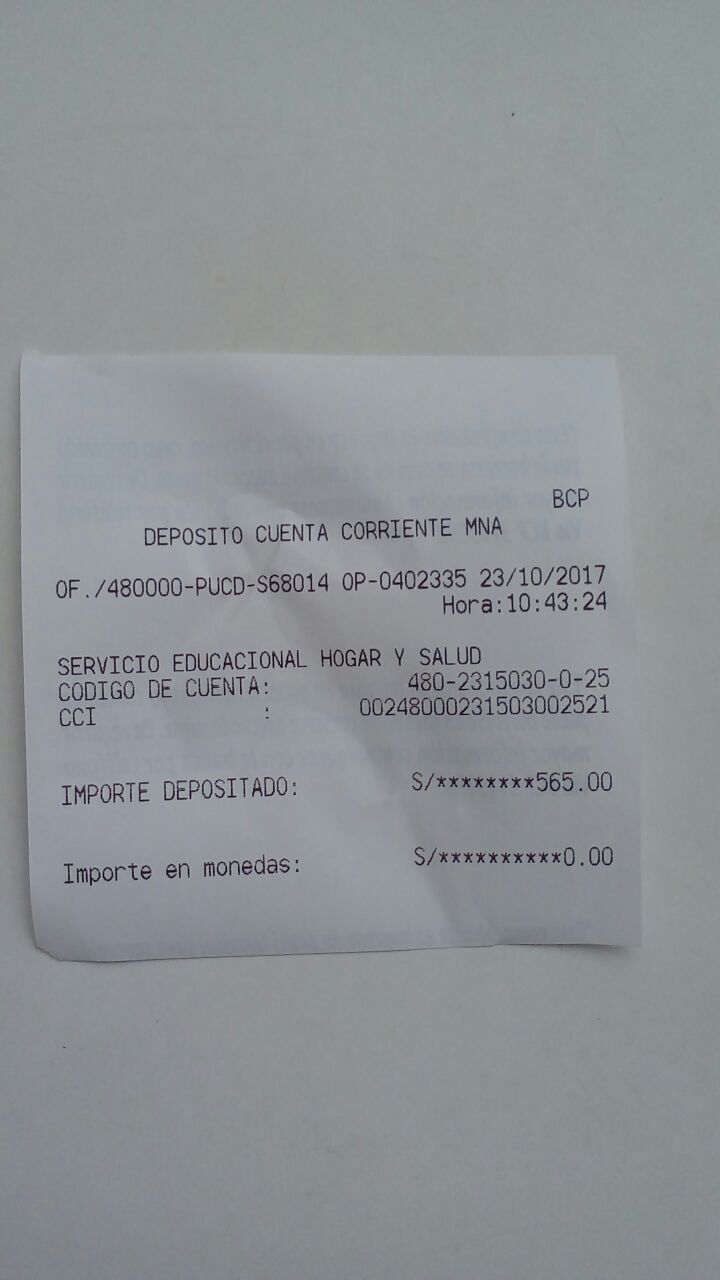 BCP
DEPOSITO CUENTA CORRIENTE MNA
OF./480000-PUCD-S68014 OP-0402335 23/10/2017
Hora:10:43:24
SERVICIO EDUCACIONAL HOGAR Y SALUD
CODIGO DE CUENTA: 480-2315030-0-25
CCI : 00248000231503002521
IMPORTE DEPOSITADO: S/********565.00
Importe en monedas: S/**********0.00